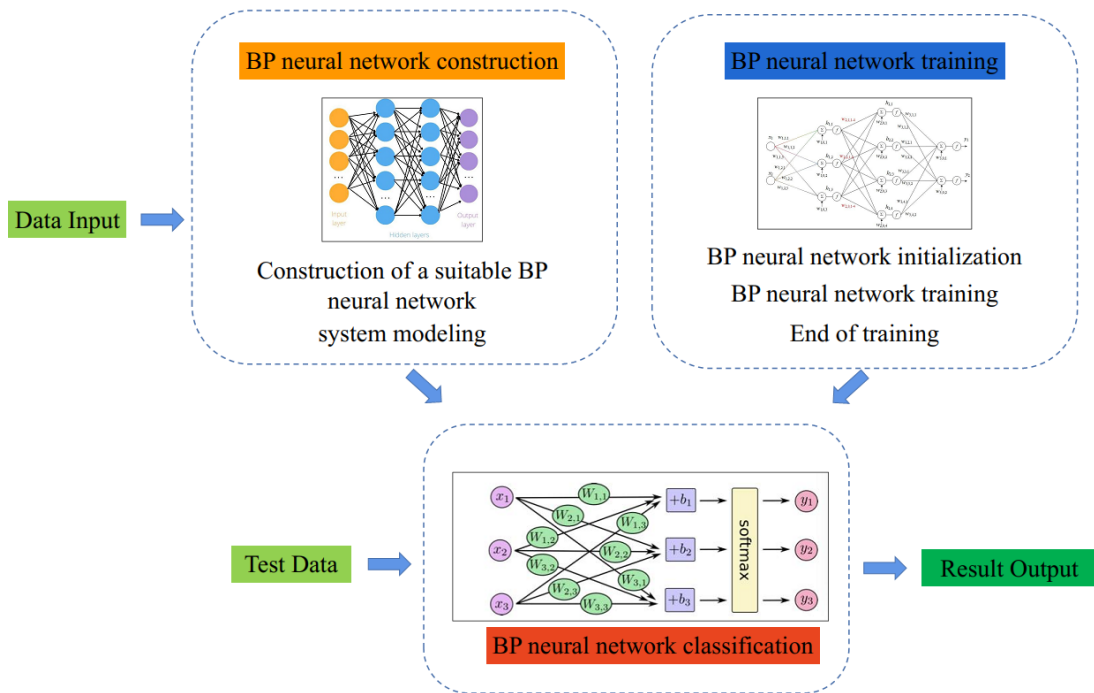 BP neural network construction
Input layer
Hidden layers
Output layer
...
...
...
...
Data Input
Construction of a suitable BP
neural network
system modeling
BP neural network training
BP neural network initialization
BP neural network training
End of training
Test Data
x1
x2
x3
W1,1
W2,1
W1,3
W1,2
W2,2
W3,2
W3,1
W2,3
W3,3
+b1
+b2
+b3
softmax
y1
y2
y3
BP neural network classification
Result Output